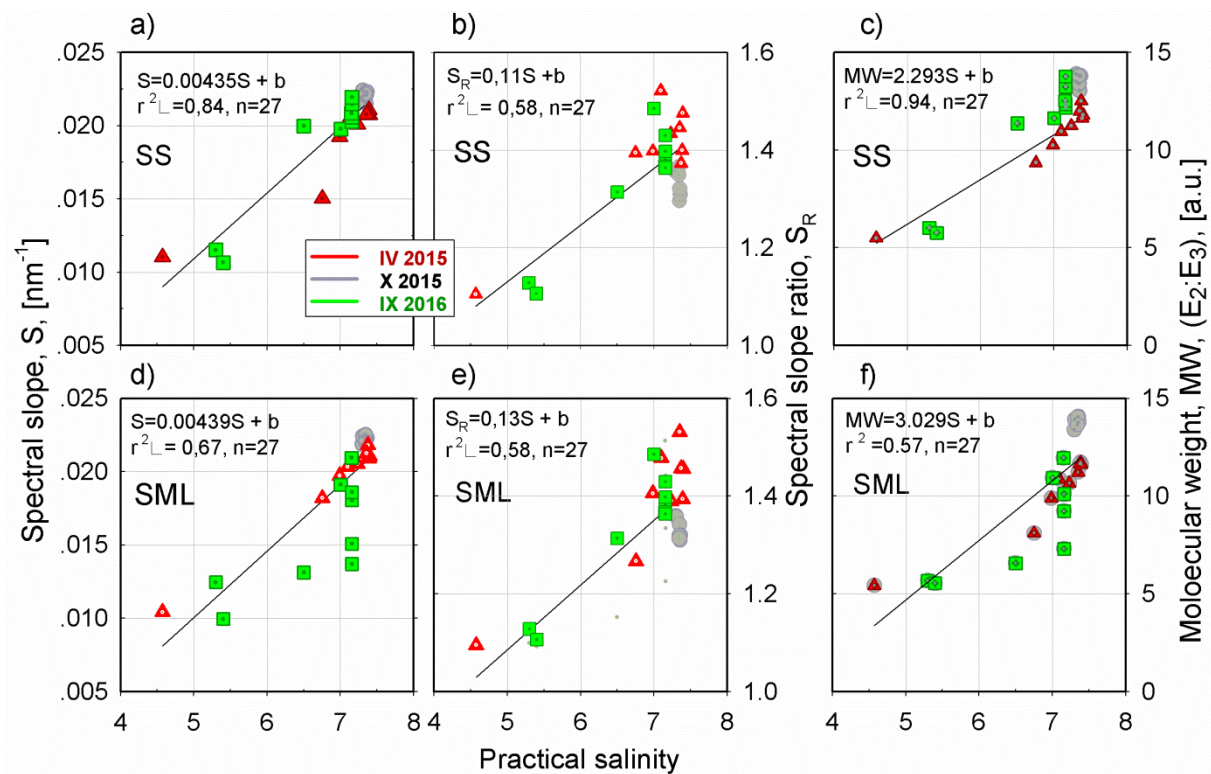 a)
b)
c)
S=0.00435S + b
r²∟=0,84, n=27
SS
S_R=0,11S +b
r²∟= 0,58, n=27
SS
MW=2.293S + b
r²∟=0.94, n=27
SS
.025
.020
.015
.010
.005
1.6
1.4
1.2
1.0
15
10
5
0
IV 2015
X 2015
IX 2016
d)
e)
f)
S=0.00439S + b
r²∟= 0,67, n=27
SML
S_R=0,13S + b
r²∟=0,58, n=27
SML
MW=3.029S + b
r² =0.57, n=27
SML
.025
.020
.015
.010
.005
1.6
1.4
1.2
1.0
15
10
5
0
4 5 6 7 8
4 5 6 7 8
4 5 6 7 8
Practical salinity
Spectral slope, S, [nm⁻¹]
Spectral slope ratio, S_R
Moloecular weight, MW, (E₂:E₃), [a.u.]